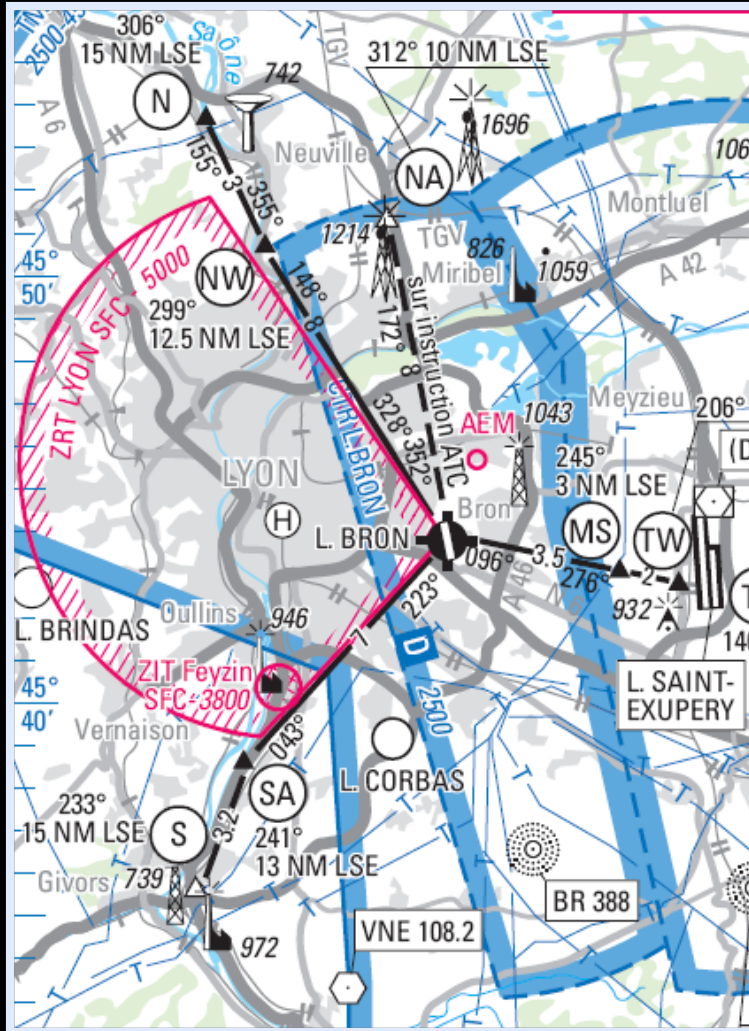 306°
15 NM LSE
N
Saône
TGV
312° 10 NM LSE
2500-4
742
A 6
1696
106
Neuville
NA
Montluel
155° 3 355°
1214
TGV
826
Miribel
1059
A 42
45°
50'
ZRT LYON SFC - 5000
NW
299°
12.5 NM LSE
148° 8 328°
sur instruction ATC
172° 8 352°
CTR L.BRON
Meyzieu
206°
AEM
1043
(D
LYON
245°
3 NM LSE
H
Bron
MS
TW
L. BRON
096° 3.5 276°
2
A 46
223°
932
L. BRINDAS
Oullins
946
7
14
ZIT Feyzin
SFC-3800
D
2500
L. SAINT-
EXUPERY
45°
40'
Vernaison
043°
L. CORBAS
SA
233°
15 NM LSE
S
3.2
241°
13 NM LSE
Givors
739
BR 388
972
VNE 108.2